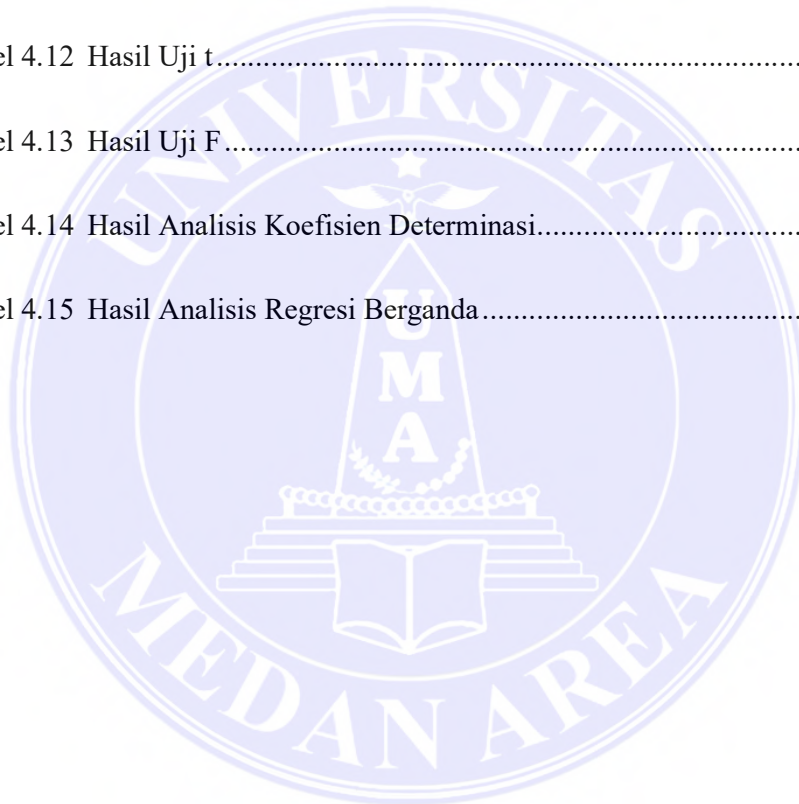 el 4.12 Hasil Uji t..........................................................................
el 4.13 Hasil Uji F.........................................................................
el 4.14 Hasil Analisis Koefisien Determinasi.................................
el 4.15 Hasil Analisis Regresi Berganda........................................
UNIVERSITAS
U
M
A
MEDAN AREA